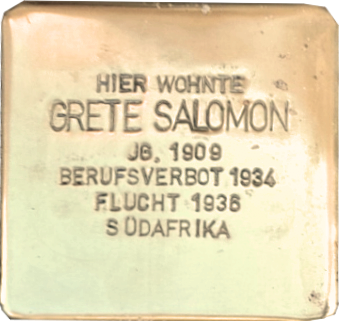 HIER WOHNTE
GRETE SALOMON
JG. 1909
BERUFSVERBOT 1934
FLUCHT 1936
SÜDAFRIKA